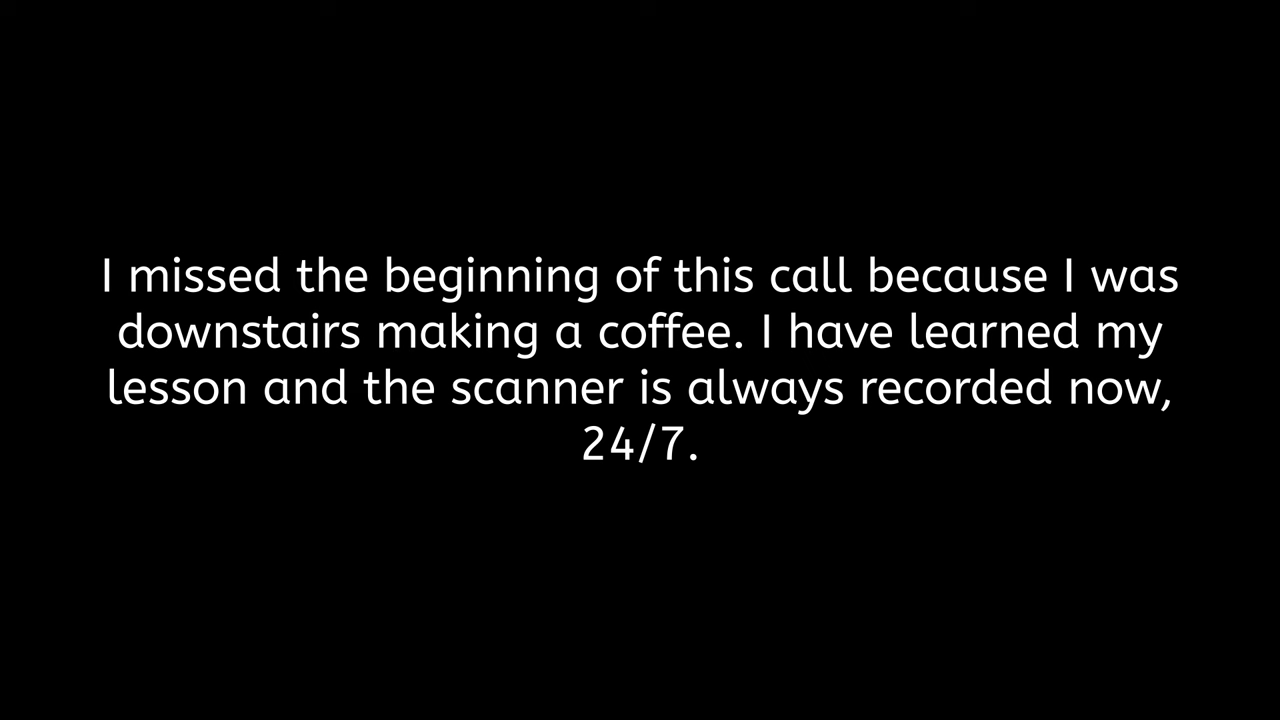 I missed the beginning of this call because I was
downstairs making a coffee. I have learned my
lesson and the scanner is always recorded now,
24/7.